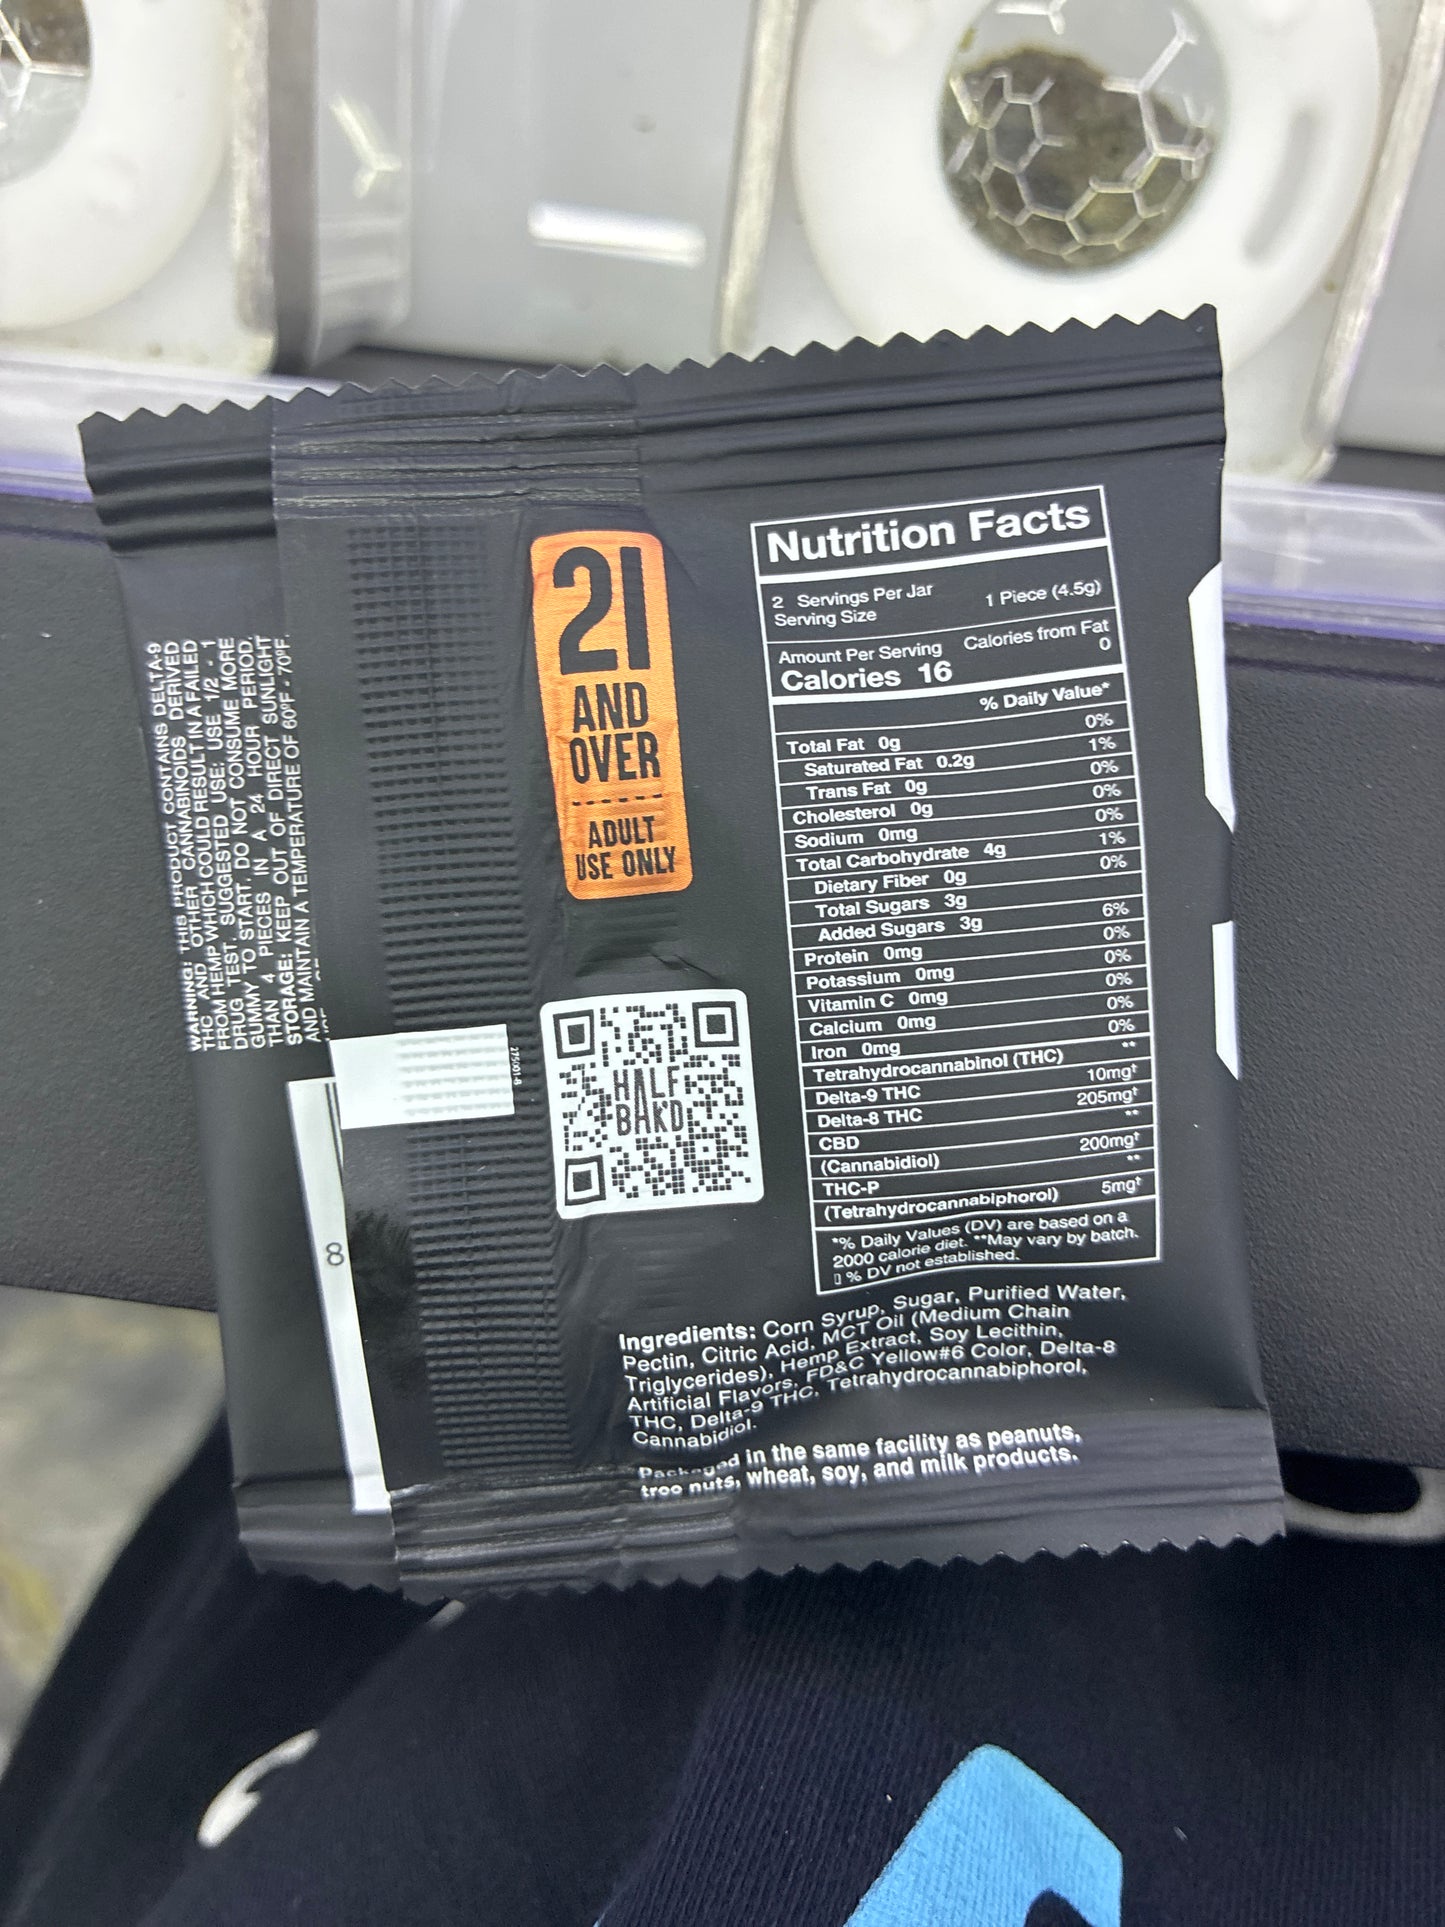 WARNING: THIS PRODUCT CONTAINS DELTA-9
THC AND OTHER CANNABINOIDS DERIVED
FROM HEMP WHICH COULD RESULT IN A FAILED
DRUG TEST. SUGGESTED USE: USE 1/2 - 1
GUMMY TO START. DO NOT CONSUME MORE
THAN 4 PIECES IN A 24 HOUR PERIOD.
STORAGE: KEEP OUT OF DIRECT SUNLIGHT
AND MAINTAIN A TEMPERATURE OF 60ºF - 70ºF.
8
275001-8
21
AND
OVER
ADULT
USE ONLY
HALF
BAK'D
Nutrition Facts
2 Servings Per Jar
Serving Size 1 Piece (4.5g)
Amount Per Serving
Calories 16
Calories from Fat
0
% Daily Value*
Total Fat 0g 0%
Saturated Fat 0.2g 1%
Trans Fat 0g 0%
Cholesterol 0g 0%
Sodium 0mg 0%
Total Carbohydrate 4g 1%
Dietary Fiber 0g 0%
Total Sugars 3g
Added Sugars 3g 6%
Protein 0mg 0%
Potassium 0mg 0%
Vitamin C 0mg 0%
Calcium 0mg 0%
Iron 0mg 0%
Tetrahydrocannabinol (THC) **
Delta-9 THC 10mg†
Delta-8 THC 205mg†
CBD **
(Cannabidiol) 200mg†
THC-P **
(Tetrahydrocannabiphorol) 5mg†
*% Daily Values (DV) are based on a
2000 calorie diet. **May vary by batch.
▯ % DV not established.
Ingredients: Corn Syrup, Sugar, Purified Water,
Pectin, Citric Acid, MCT Oil (Medium Chain
Triglycerides), Hemp Extract, Soy Lecithin,
Artificial Flavors, FD&C Yellow#6 Color, Delta-8
THC, Delta-9 THC, Tetrahydrocannabiphorol,
Cannabidiol.
Packaged in the same facility as peanuts,
tree nuts, wheat, soy, and milk products.